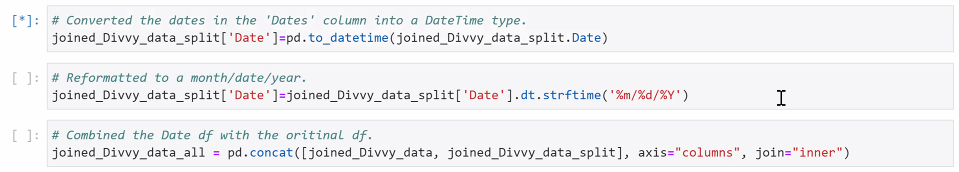 [*]: # Converted the dates in the 'Dates' column into a DateTime type.
joined_Divvy_data_split['Date']=pd.to_datetime(joined_Divvy_data_split.Date)
[ ]: # Reformatted to a month/date/year.
joined_Divvy_data_split['Date']=joined_Divvy_data_split['Date'].dt.strftime('%m/%d/%Y')
[ ]: # Combined the Date df with the oritinal df.
joined_Divvy_data_all = pd.concat([joined_Divvy_data, joined_Divvy_data_split], axis="columns", join="inner")